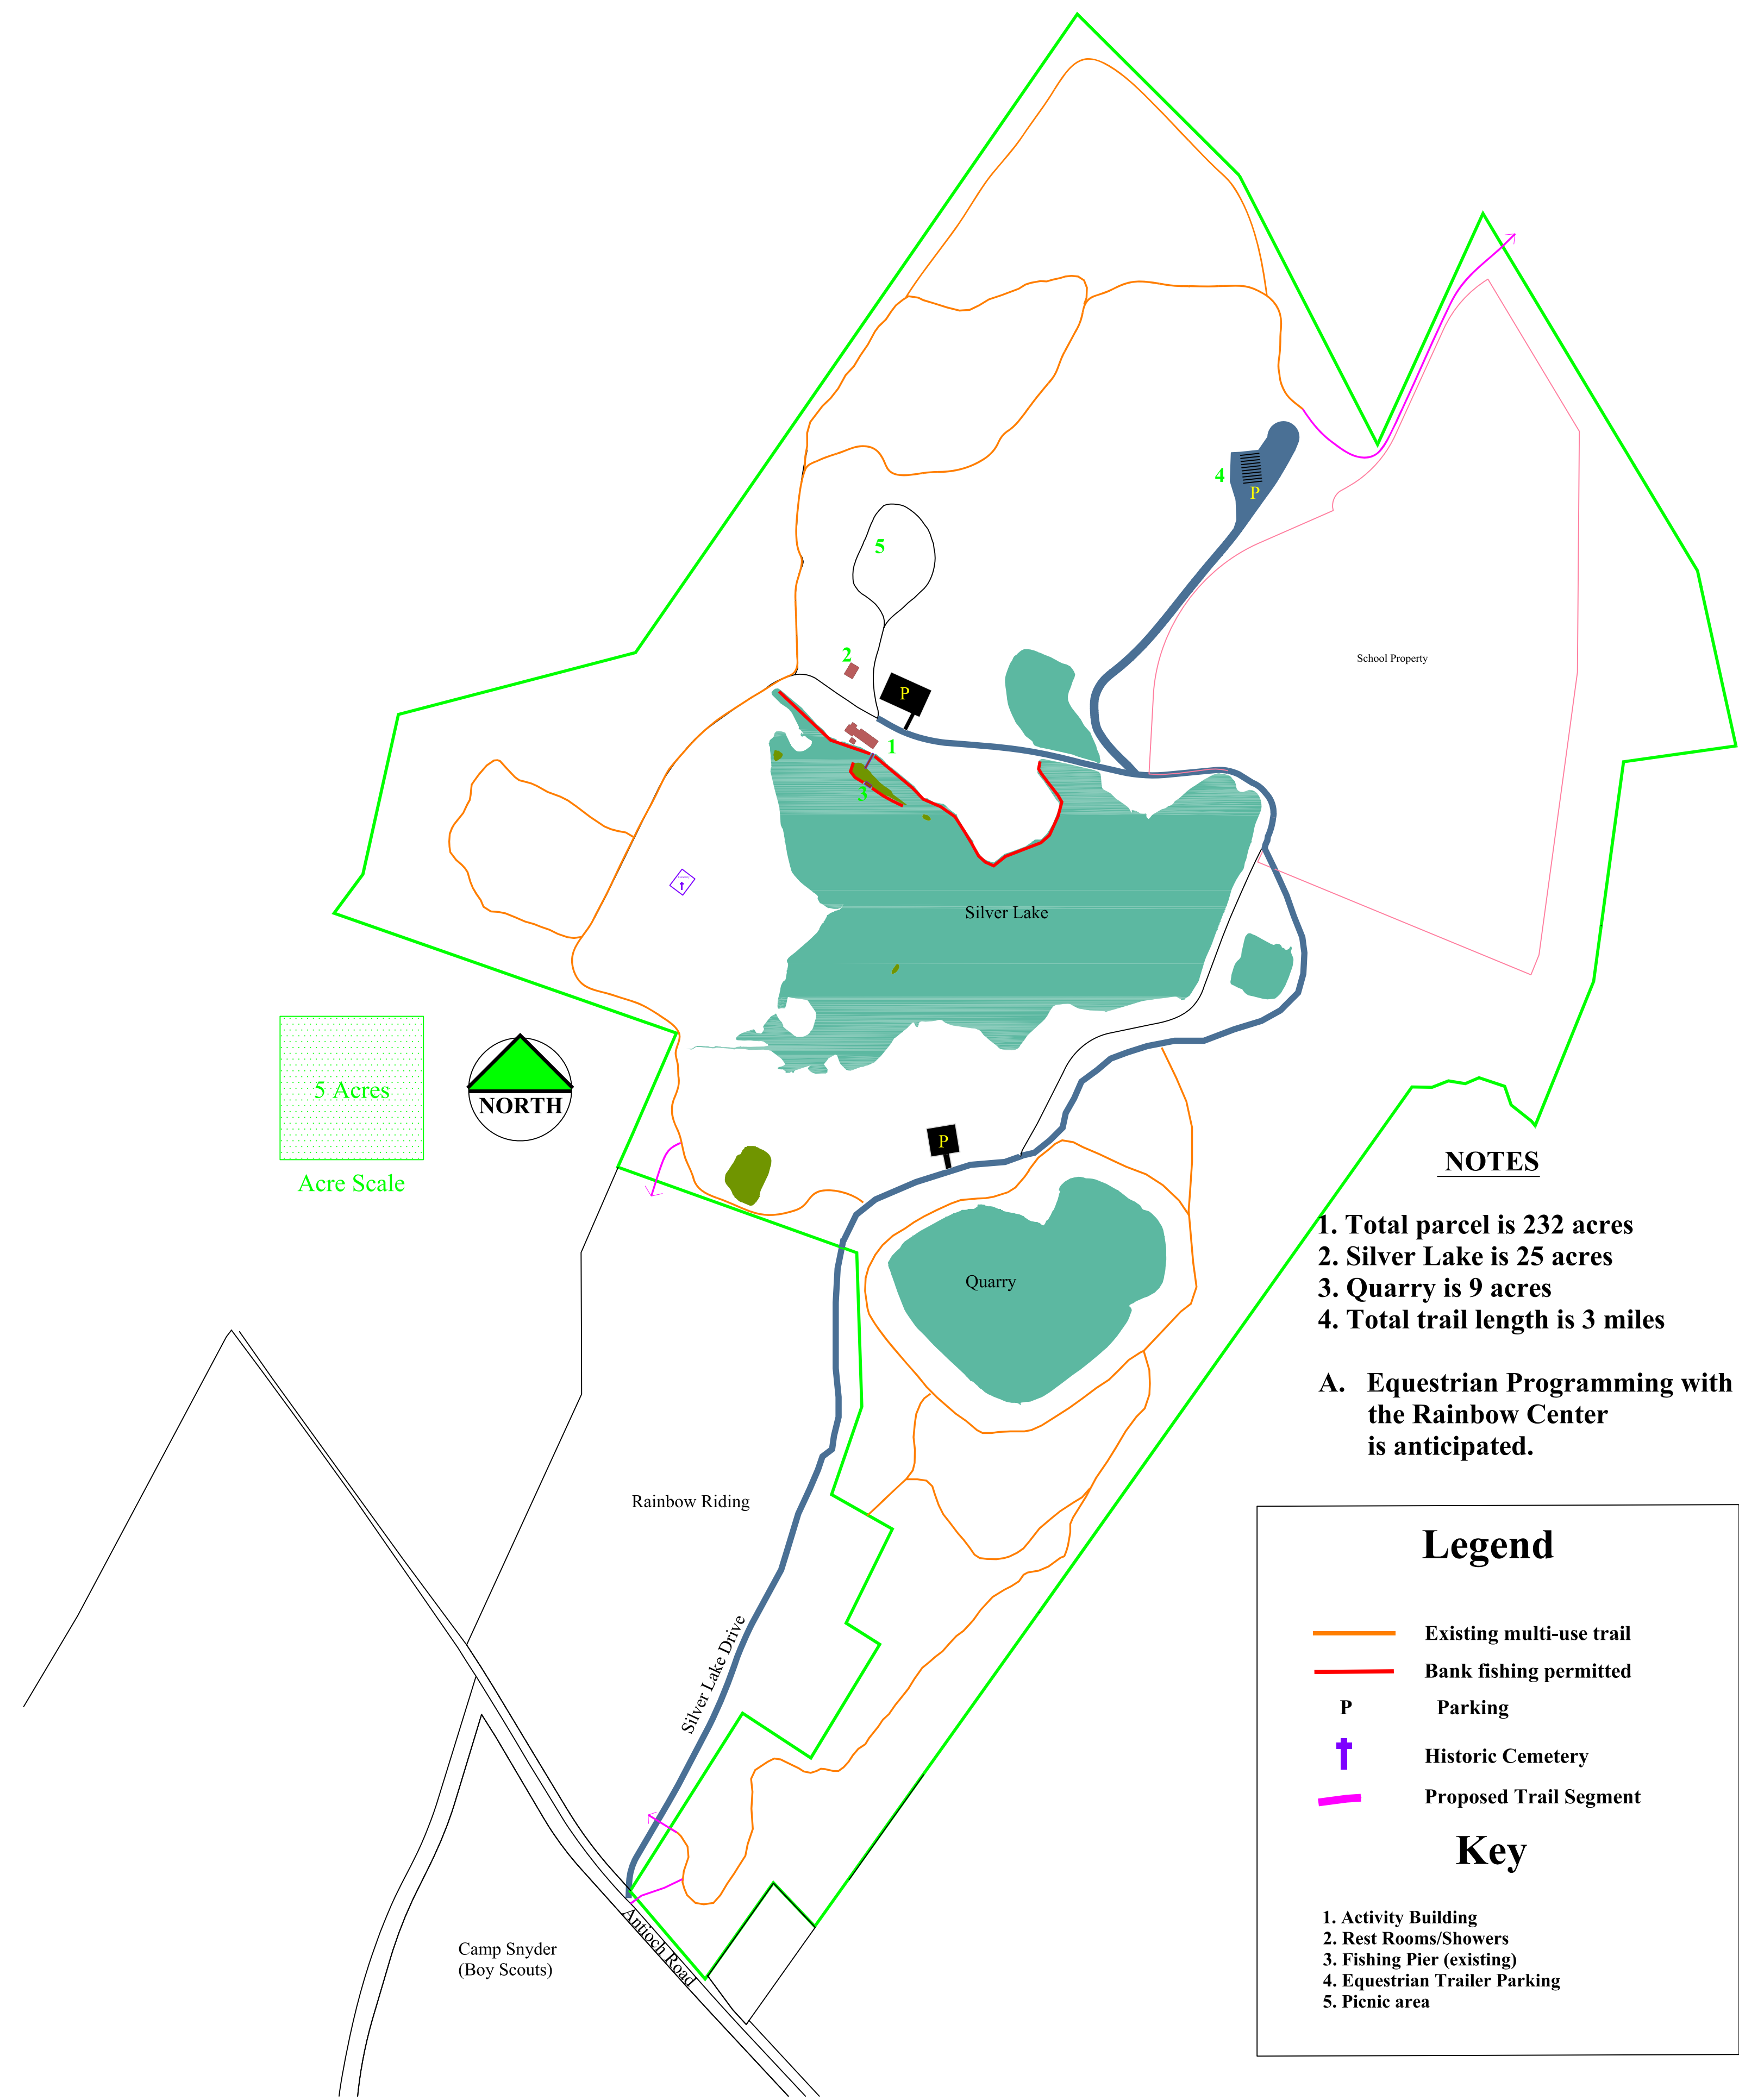 4
P
5
School Property
2
P
1
3
Silver Lake
5 Acres
NORTH
Acre Scale
P
Quarry
NOTES
1. Total parcel is 232 acres
2. Silver Lake is 25 acres
3. Quarry is 9 acres
4. Total trail length is 3 miles
A. Equestrian Programming with
the Rainbow Center
is anticipated.
Rainbow Riding
Silver Lake Drive
Antioch Road
Camp Snyder
(Boy Scouts)
Legend
Existing multi-use trail
Bank fishing permitted
P Parking
Historic Cemetery
Proposed Trail Segment
Key
1. Activity Building
2. Rest Rooms/Showers
3. Fishing Pier (existing)
4. Equestrian Trailer Parking
5. Picnic area